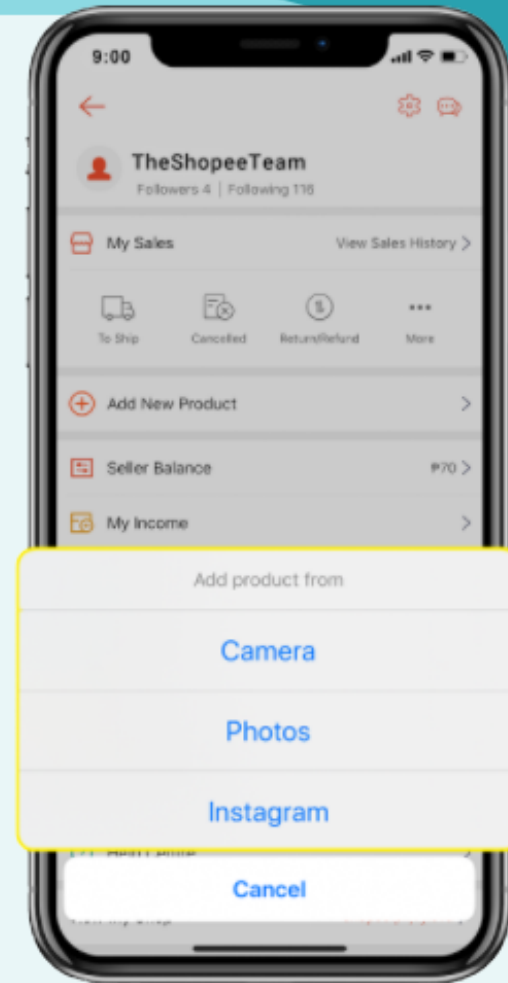 9:00
TheShopeeTeam
Followers 4 | Following 116
My Sales
View Sales History >
To Ship
Cancelled
Return/Refund
More
Add New Product >
Seller Balance
₱70 >
My Income >
Add product from
Camera
Photos
Instagram
Cancel